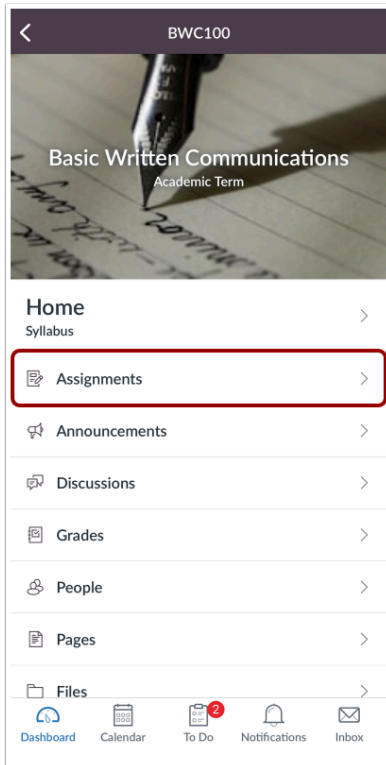 BWC100
Basic Written Communications
Academic Term
Home
Syllabus
Assignments
Announcements
Discussions
Grades
People
Pages
Files
2
Dashboard Calendar To Do Notifications Inbox